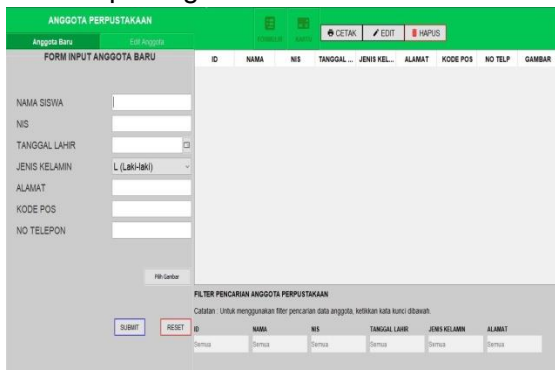 ANGGOTA PERPUSTAKAAN
Anggota Baru Edit Anggota
FORM INPUT ANGGOTA BARU
NAMA SISWA
NIS
TANGGAL LAHIR
JENIS KELAMIN L (Laki-laki)
ALAMAT
KODE POS
NO TELEPON
Pilih Gambar
SUBMIT RESET
CETAK EDIT HAPUS
ID NAMA NIS TANGGAL ... JENIS KEL... ALAMAT KODE POS NO TELP GAMBAR
FILTER PENCARIAN ANGGOTA PERPUSTAKAAN
Catatan : Untuk menggunakan filter pencarian data anggota, ketikkan kata kunci dibawah.
ID NAMA NIS TANGGAL LAHIR JENIS KELAMIN ALAMAT
Semua Semua Semua Semua Semua Semua